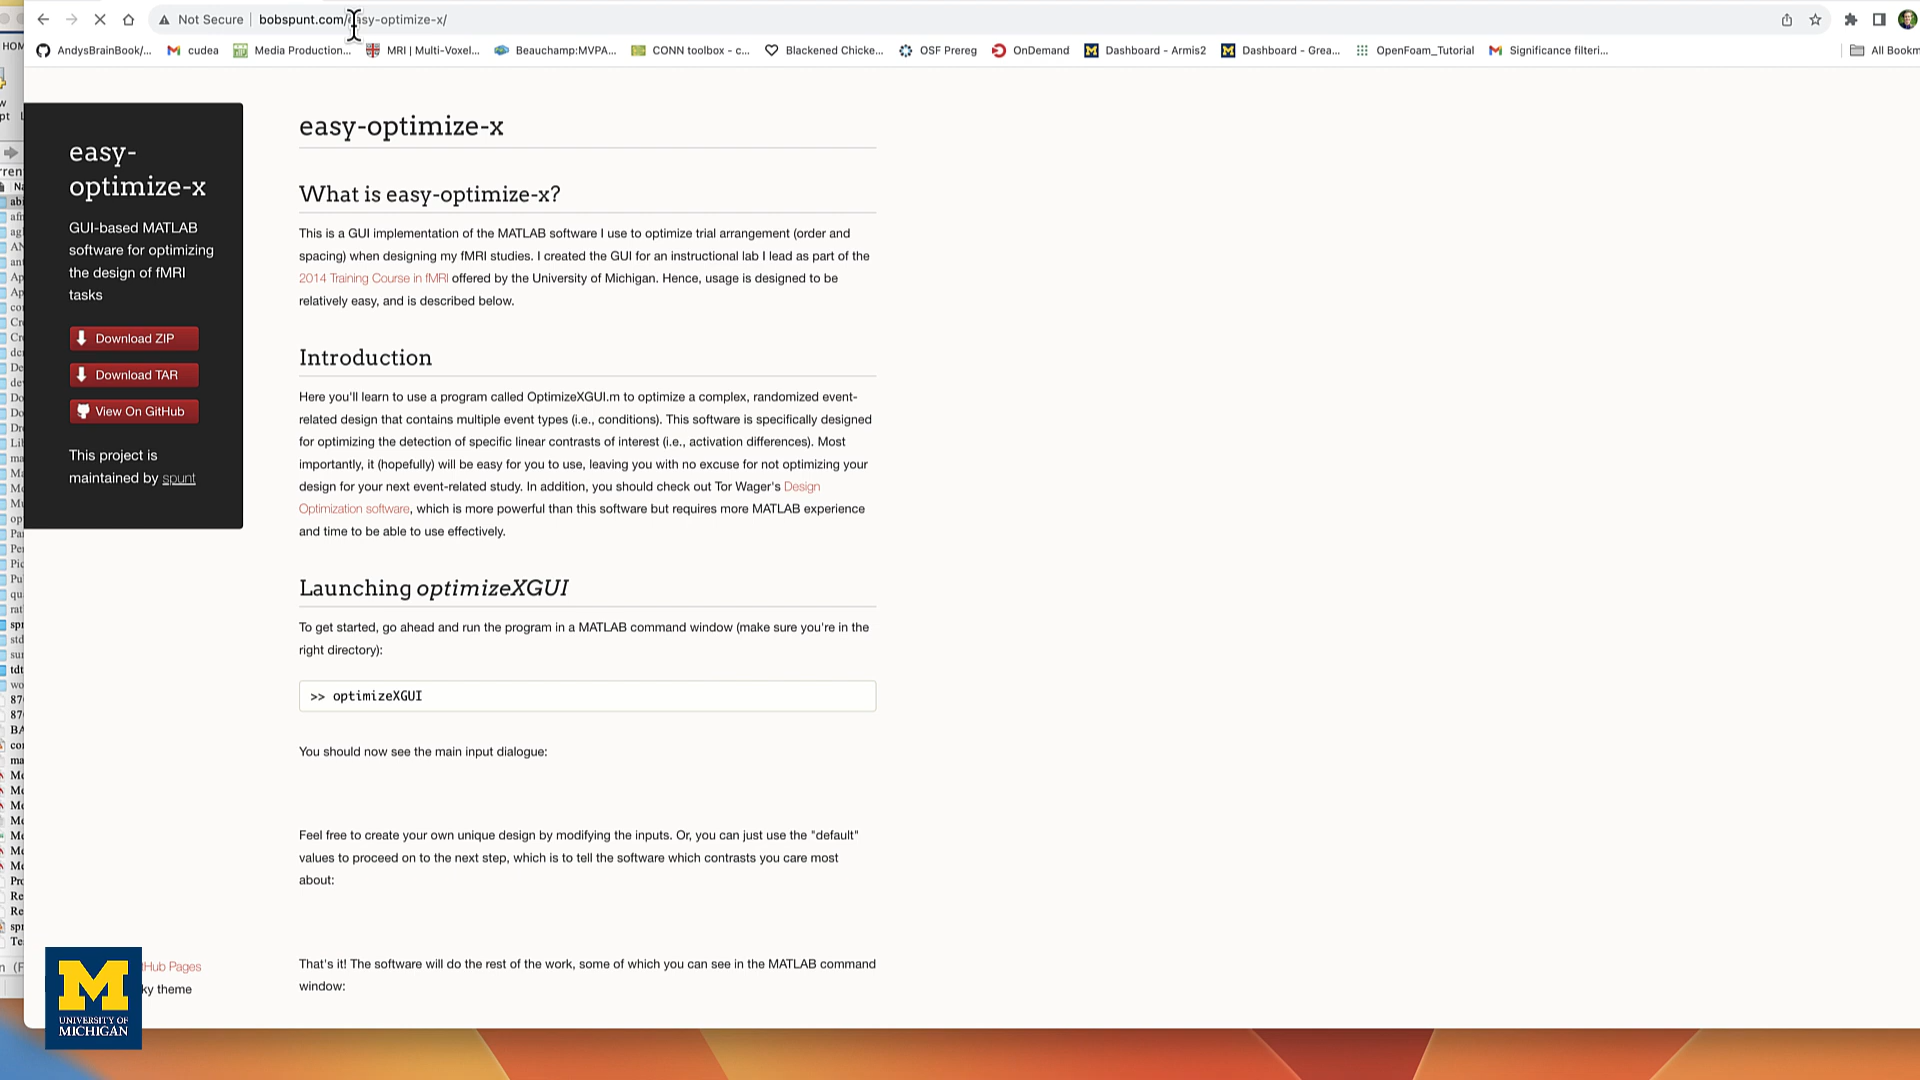 Not Secure bobspunt.com/easy-optimize-x/
AndysBrainBook/... cudea Media Production... MRI | Multi-Voxel... Beauchamp:MVPA... CONN toolbox - c... Blackened Chicke... OSF Prereg OnDemand Dashboard - Armis2 Dashboard - Grea... OpenFoam_Tutorial Significance filteri... All Bookm
easy-
optimize-x
GUI-based MATLAB
software for optimizing
the design of fMRI
tasks
Download ZIP
Download TAR
View On GitHub
This project is
maintained by spunt
easy-optimize-x
What is easy-optimize-x?
This is a GUI implementation of the MATLAB software I use to optimize trial arrangement (order and
spacing) when designing my fMRI studies. I created the GUI for an instructional lab I lead as part of the
2014 Training Course in fMRI offered by the University of Michigan. Hence, usage is designed to be
relatively easy, and is described below.
Introduction
Here you'll learn to use a program called OptimizeXGUI.m to optimize a complex, randomized event-
related design that contains multiple event types (i.e., conditions). This software is specifically designed
for optimizing the detection of specific linear contrasts of interest (i.e., activation differences). Most
importantly, it (hopefully) will be easy for you to use, leaving you with no excuse for not optimizing your
design for your next event-related study. In addition, you should check out Tor Wager's Design
Optimization software, which is more powerful than this software but requires more MATLAB experience
and time to be able to use effectively.
Launching optimizeXGUI
To get started, go ahead and run the program in a MATLAB command window (make sure you're in the
right directory):
>> optimizeXGUI
You should now see the main input dialogue:
Feel free to create your own unique design by modifying the inputs. Or, you can just use the "default"
values to proceed on to the next step, which is to tell the software which contrasts you care most
about:
That's it! The software will do the rest of the work, some of which you can see in the MATLAB command
window:
Hub Pages
ky theme
M
UNIVERSITY OF
MICHIGAN